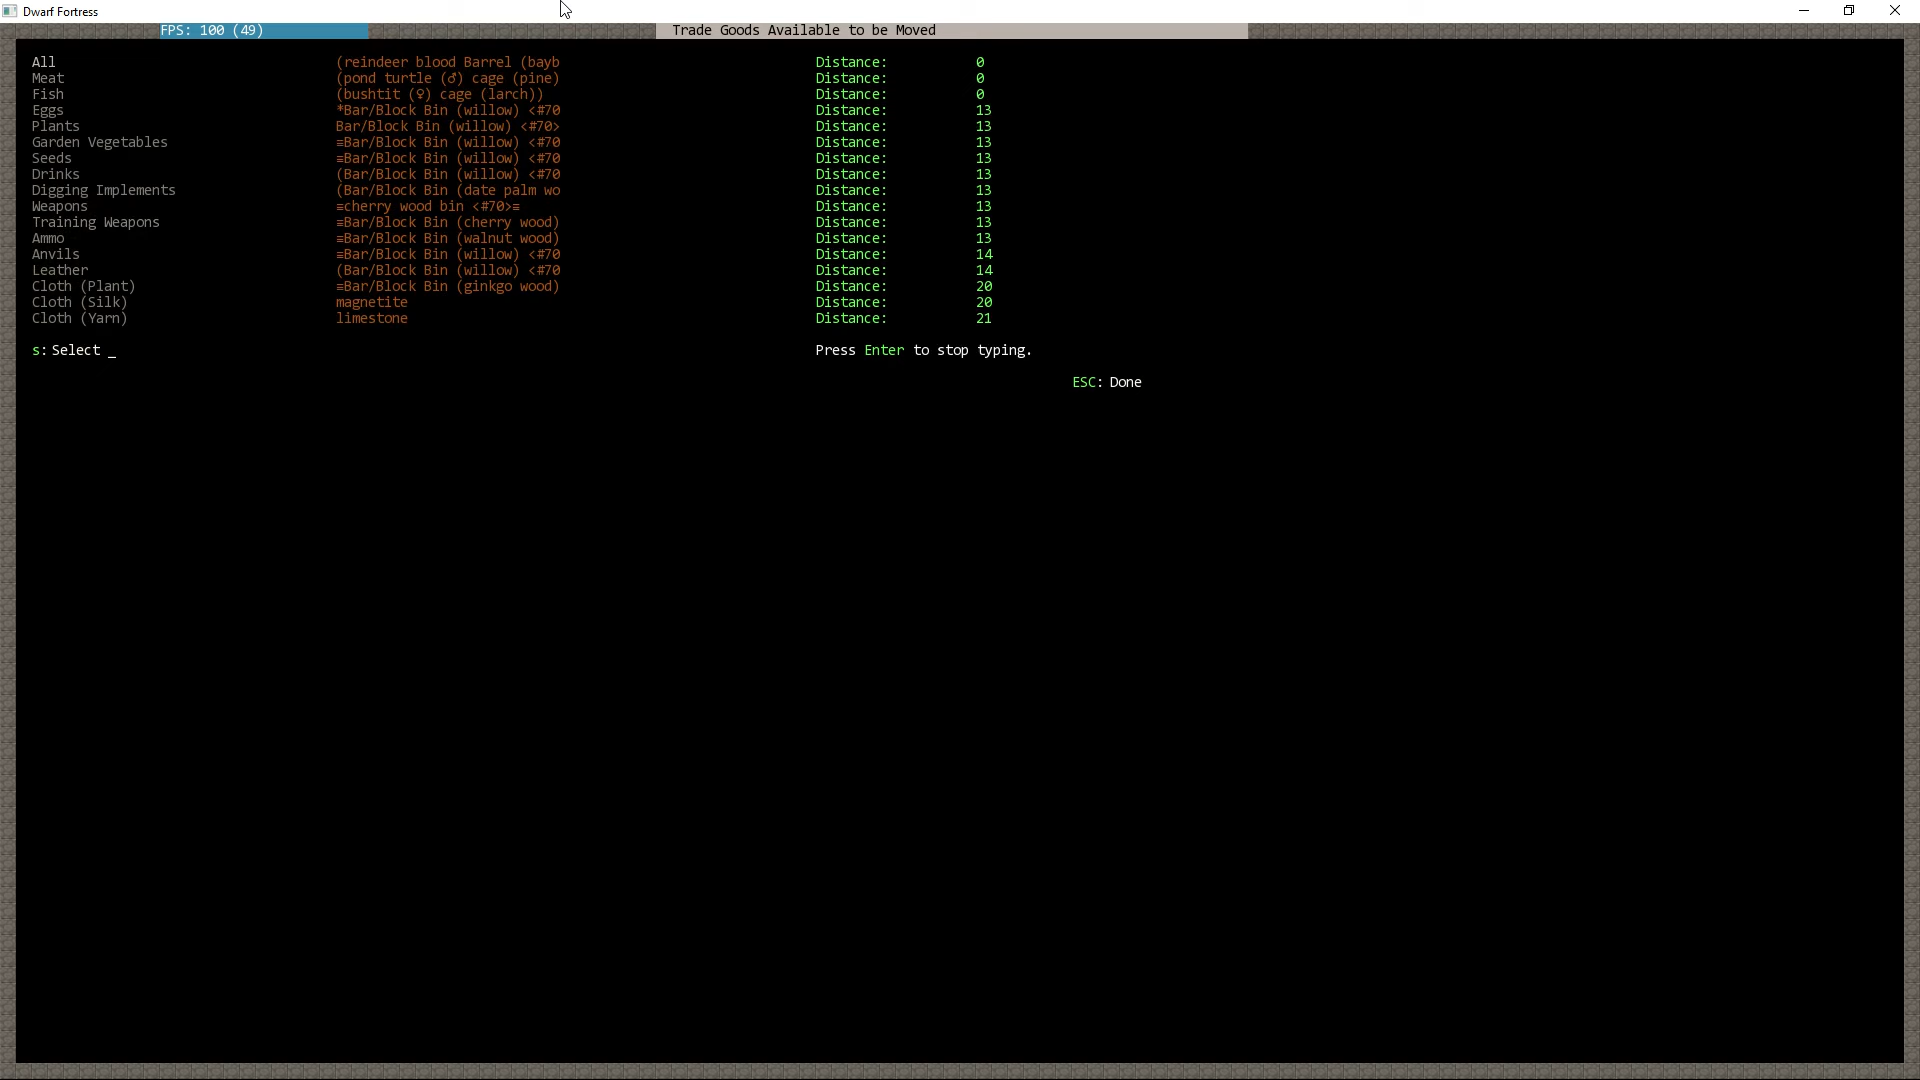 Dwarf Fortress
FPS: 100 (49) Trade Goods Available to be Moved
All (reindeer blood Barrel (bayb Distance: 0
Meat (pond turtle (♂) cage (pine) Distance: 0
Fish (bushtit (♀) cage (larch)) Distance: 0
Eggs *Bar/Block Bin (willow) <#70 Distance: 13
Plants Bar/Block Bin (willow) <#70> Distance: 13
Garden Vegetables ≡Bar/Block Bin (willow) <#70 Distance: 13
Seeds ≡Bar/Block Bin (willow) <#70 Distance: 13
Drinks (Bar/Block Bin (willow) <#70 Distance: 13
Digging Implements (Bar/Block Bin (date palm wo Distance: 13
Weapons ≡cherry wood bin <#70>≡ Distance: 13
Training Weapons ≡Bar/Block Bin (cherry wood) Distance: 13
Ammo ≡Bar/Block Bin (walnut wood) Distance: 13
Anvils ≡Bar/Block Bin (willow) <#70 Distance: 14
Leather (Bar/Block Bin (willow) <#70 Distance: 14
Cloth (Plant) ≡Bar/Block Bin (ginkgo wood) Distance: 20
Cloth (Silk) magnetite Distance: 20
Cloth (Yarn) limestone Distance: 21
s: Select _ Press Enter to stop typing.
ESC: Done